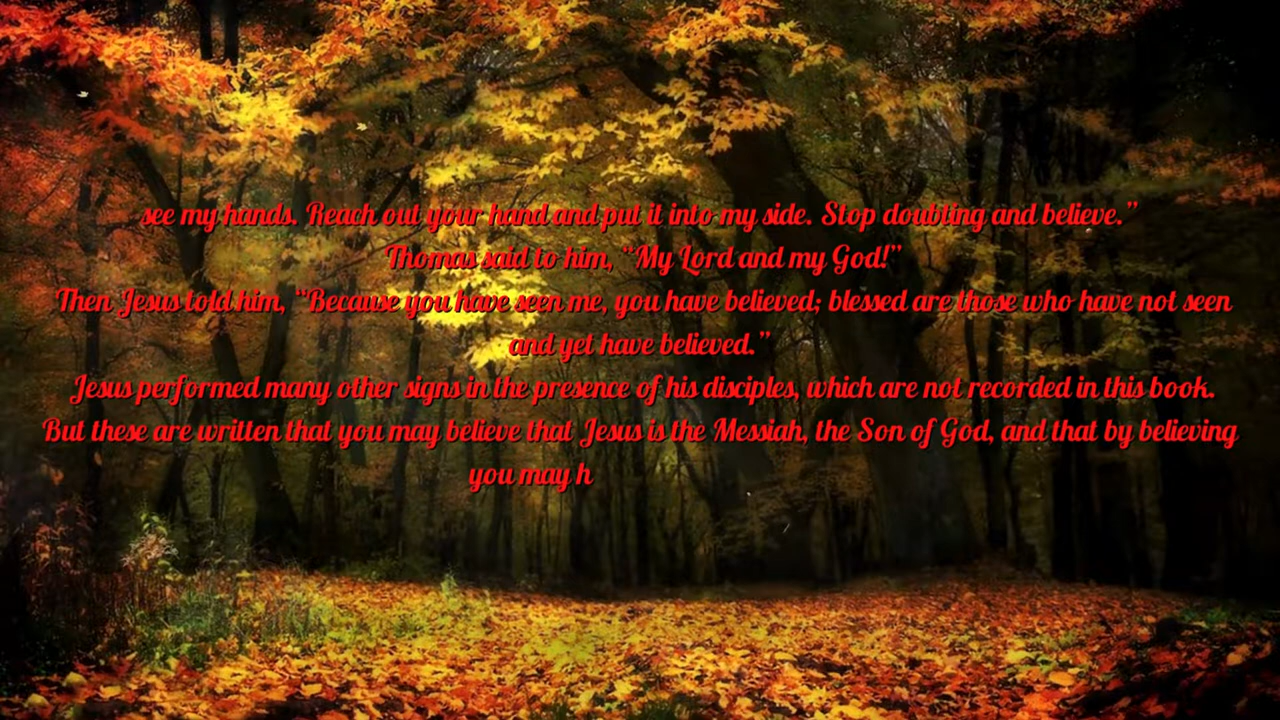 see my hands. Reach out your hand and put it into my side. Stop doubting and believe.”
Thomas said to him, “My Lord and my God!”
Then Jesus told him, “Because you have seen me, you have believed; blessed are those who have not seen
and yet have believed.”
Jesus performed many other signs in the presence of his disciples, which are not recorded in this book.
But these are written that you may believe that Jesus is the Messiah, the Son of God, and that by believing
you may h